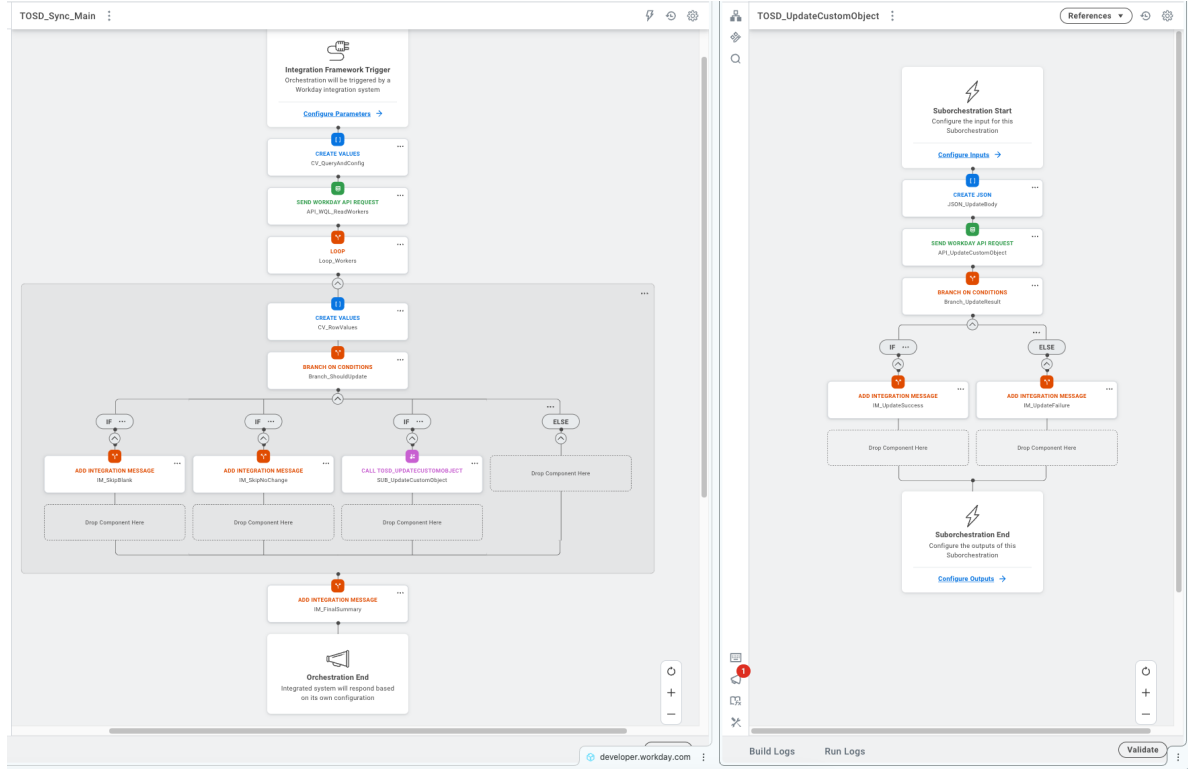 TOSD_Sync_Main
Integration Framework Trigger
Orchestration will be triggered by a
Workday integration system
Configure Parameters
CREATE VALUES
CV_QueryAndConfig
SEND WORKDAY API REQUEST
API_WQL_ReadWorkers
LOOP
Loop_Workers
CREATE VALUES
CV_RowValues
BRANCH ON CONDITIONS
Branch_ShouldUpdate
IF
IF
IF
ELSE
ADD INTEGRATION MESSAGE
IM_SkipBlank
ADD INTEGRATION MESSAGE
IM_SkipNoChange
CALL TOSD_UPDATECUSTOMOBJECT
SUB_UpdateCustomObject
Drop Component Here
Drop Component Here
Drop Component Here
Drop Component Here
ADD INTEGRATION MESSAGE
IM_FinalSummary
Orchestration End
Integrated system will respond based
on its own configuration
developer.workday.com
TOSD_UpdateCustomObject
References
Suborchestration Start
Configure the input for this
Suborchestration
Configure Inputs
CREATE JSON
JSON_UpdateBody
SEND WORKDAY API REQUEST
API_UpdateCustomObject
BRANCH ON CONDITIONS
Branch_UpdateResult
IF
ELSE
ADD INTEGRATION MESSAGE
IM_UpdateSuccess
ADD INTEGRATION MESSAGE
IM_UpdateFailure
Drop Component Here
Drop Component Here
Suborchestration End
Configure the outputs of this
Suborchestration
Configure Outputs
1
Build Logs
Run Logs
Validate